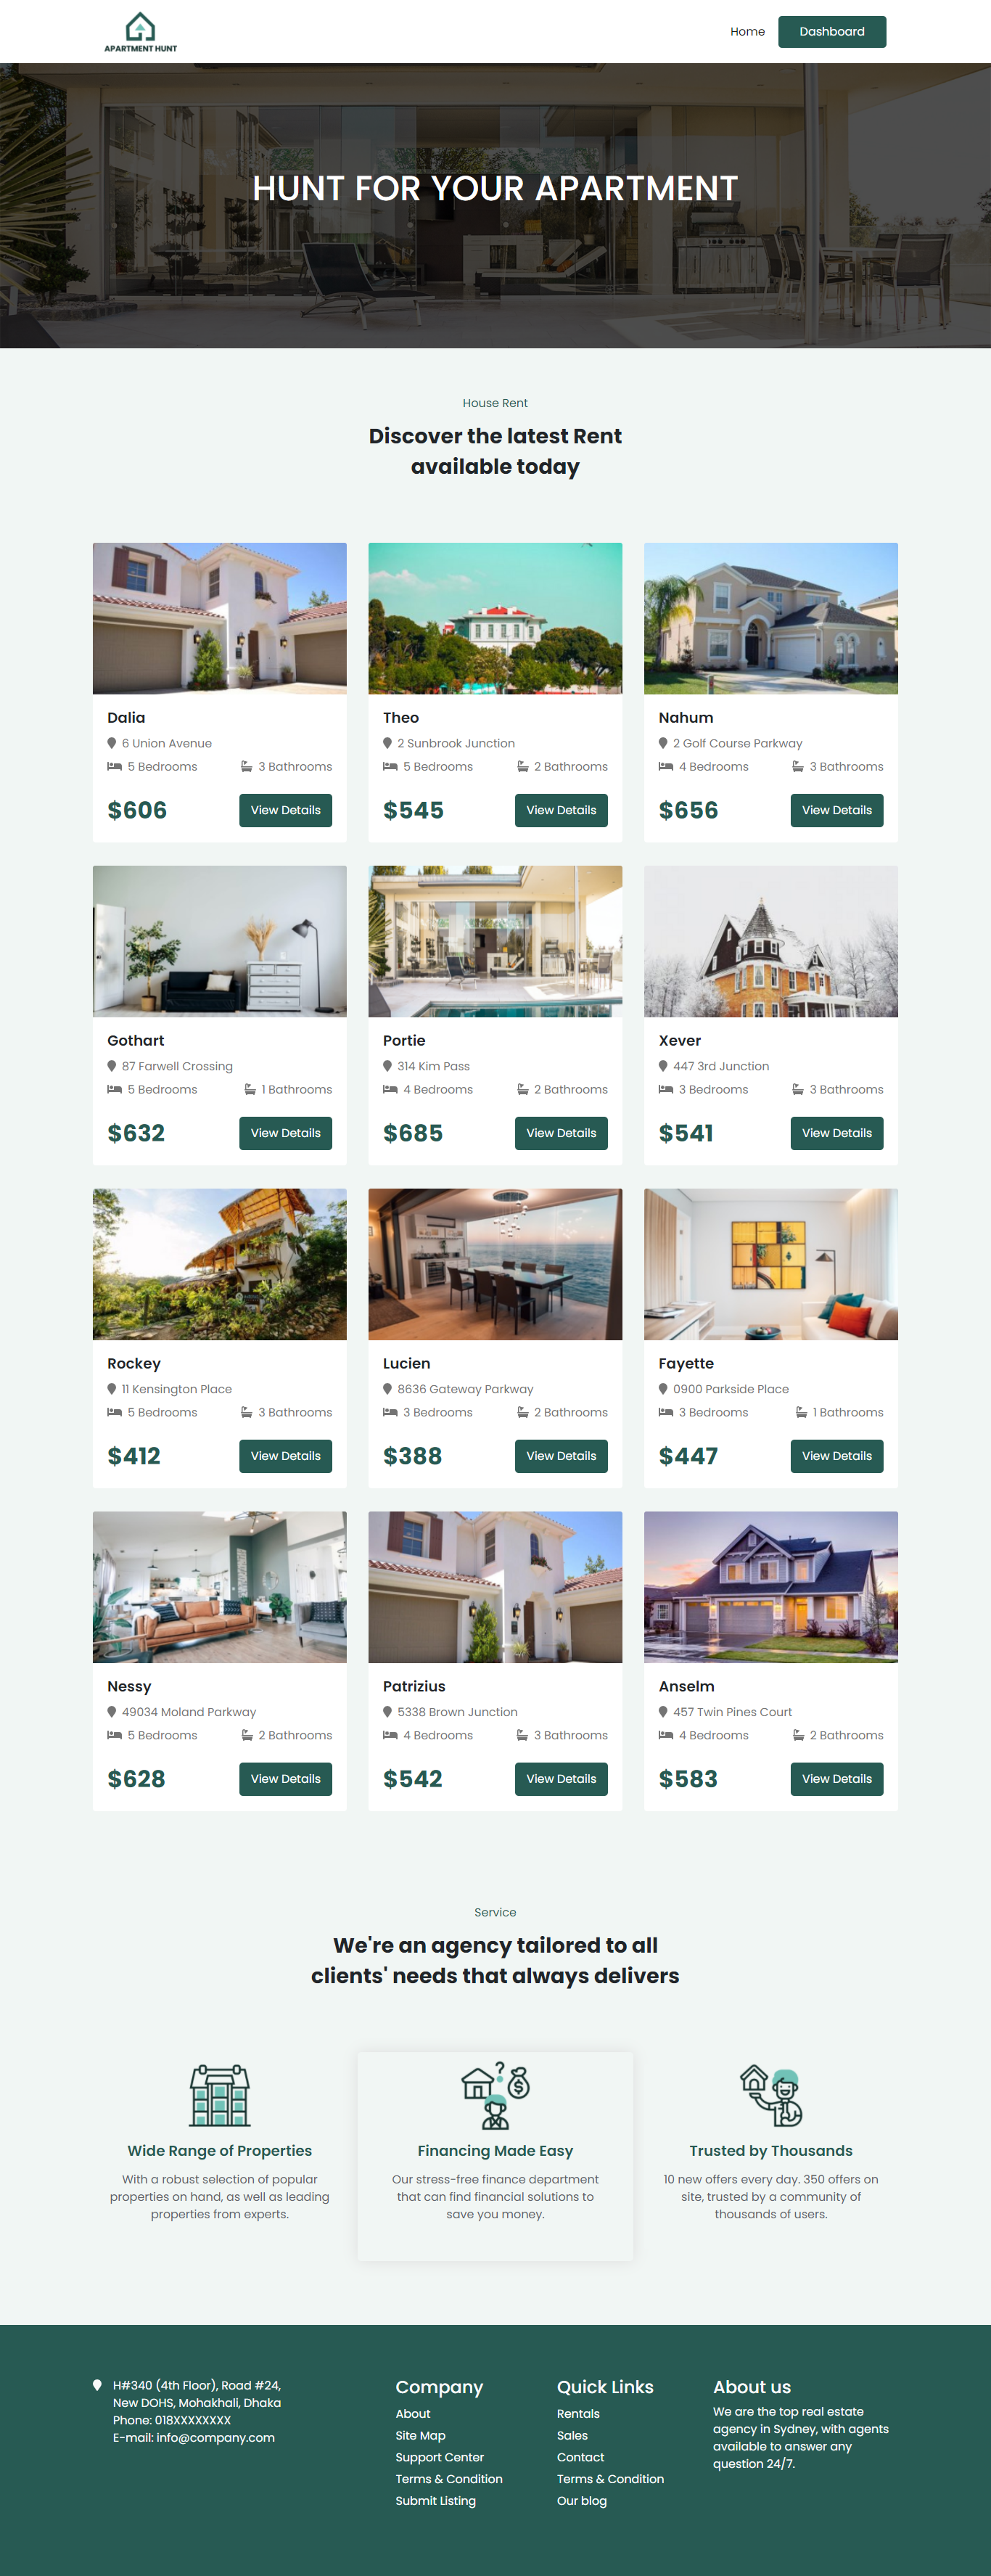 APARTMENT HUNT
Home
Dashboard
HUNT FOR YOUR APARTMENT
House Rent
Discover the latest Rent
available today
Dalia
6 Union Avenue
5 Bedrooms
3 Bathrooms
$606
View Details
Theo
2 Sunbrook Junction
5 Bedrooms
2 Bathrooms
$545
View Details
Nahum
2 Golf Course Parkway
4 Bedrooms
3 Bathrooms
$656
View Details
Gothart
87 Farwell Crossing
5 Bedrooms
1 Bathrooms
$632
View Details
Portie
314 Kim Pass
4 Bedrooms
2 Bathrooms
$685
View Details
Xever
447 3rd Junction
3 Bedrooms
3 Bathrooms
$541
View Details
Rockey
11 Kensington Place
5 Bedrooms
3 Bathrooms
$412
View Details
Lucien
8636 Gateway Parkway
3 Bedrooms
2 Bathrooms
$388
View Details
Fayette
0900 Parkside Place
3 Bedrooms
1 Bathrooms
$447
View Details
Nessy
49034 Moland Parkway
5 Bedrooms
2 Bathrooms
$628
View Details
Patrizius
5338 Brown Junction
4 Bedrooms
3 Bathrooms
$542
View Details
Anselm
457 Twin Pines Court
4 Bedrooms
2 Bathrooms
$583
View Details
Service
We're an agency tailored to all
clients' needs that always delivers
Wide Range of Properties
With a robust selection of popular
properties on hand, as well as leading
properties from experts.
Financing Made Easy
Our stress-free finance department
that can find financial solutions to
save you money.
Trusted by Thousands
10 new offers every day. 350 offers on
site, trusted by a community of
thousands of users.
H#340 (4th Floor), Road #24,
New DOHS, Mohakhali, Dhaka
Phone: 018XXXXXXXX
E-mail: info@company.com
Company
About
Site Map
Support Center
Terms & Condition
Submit Listing
Quick Links
Rentals
Sales
Contact
Terms & Condition
Our blog
About us
We are the top real estate
agency in Sydney, with agents
available to answer any
question 24/7.